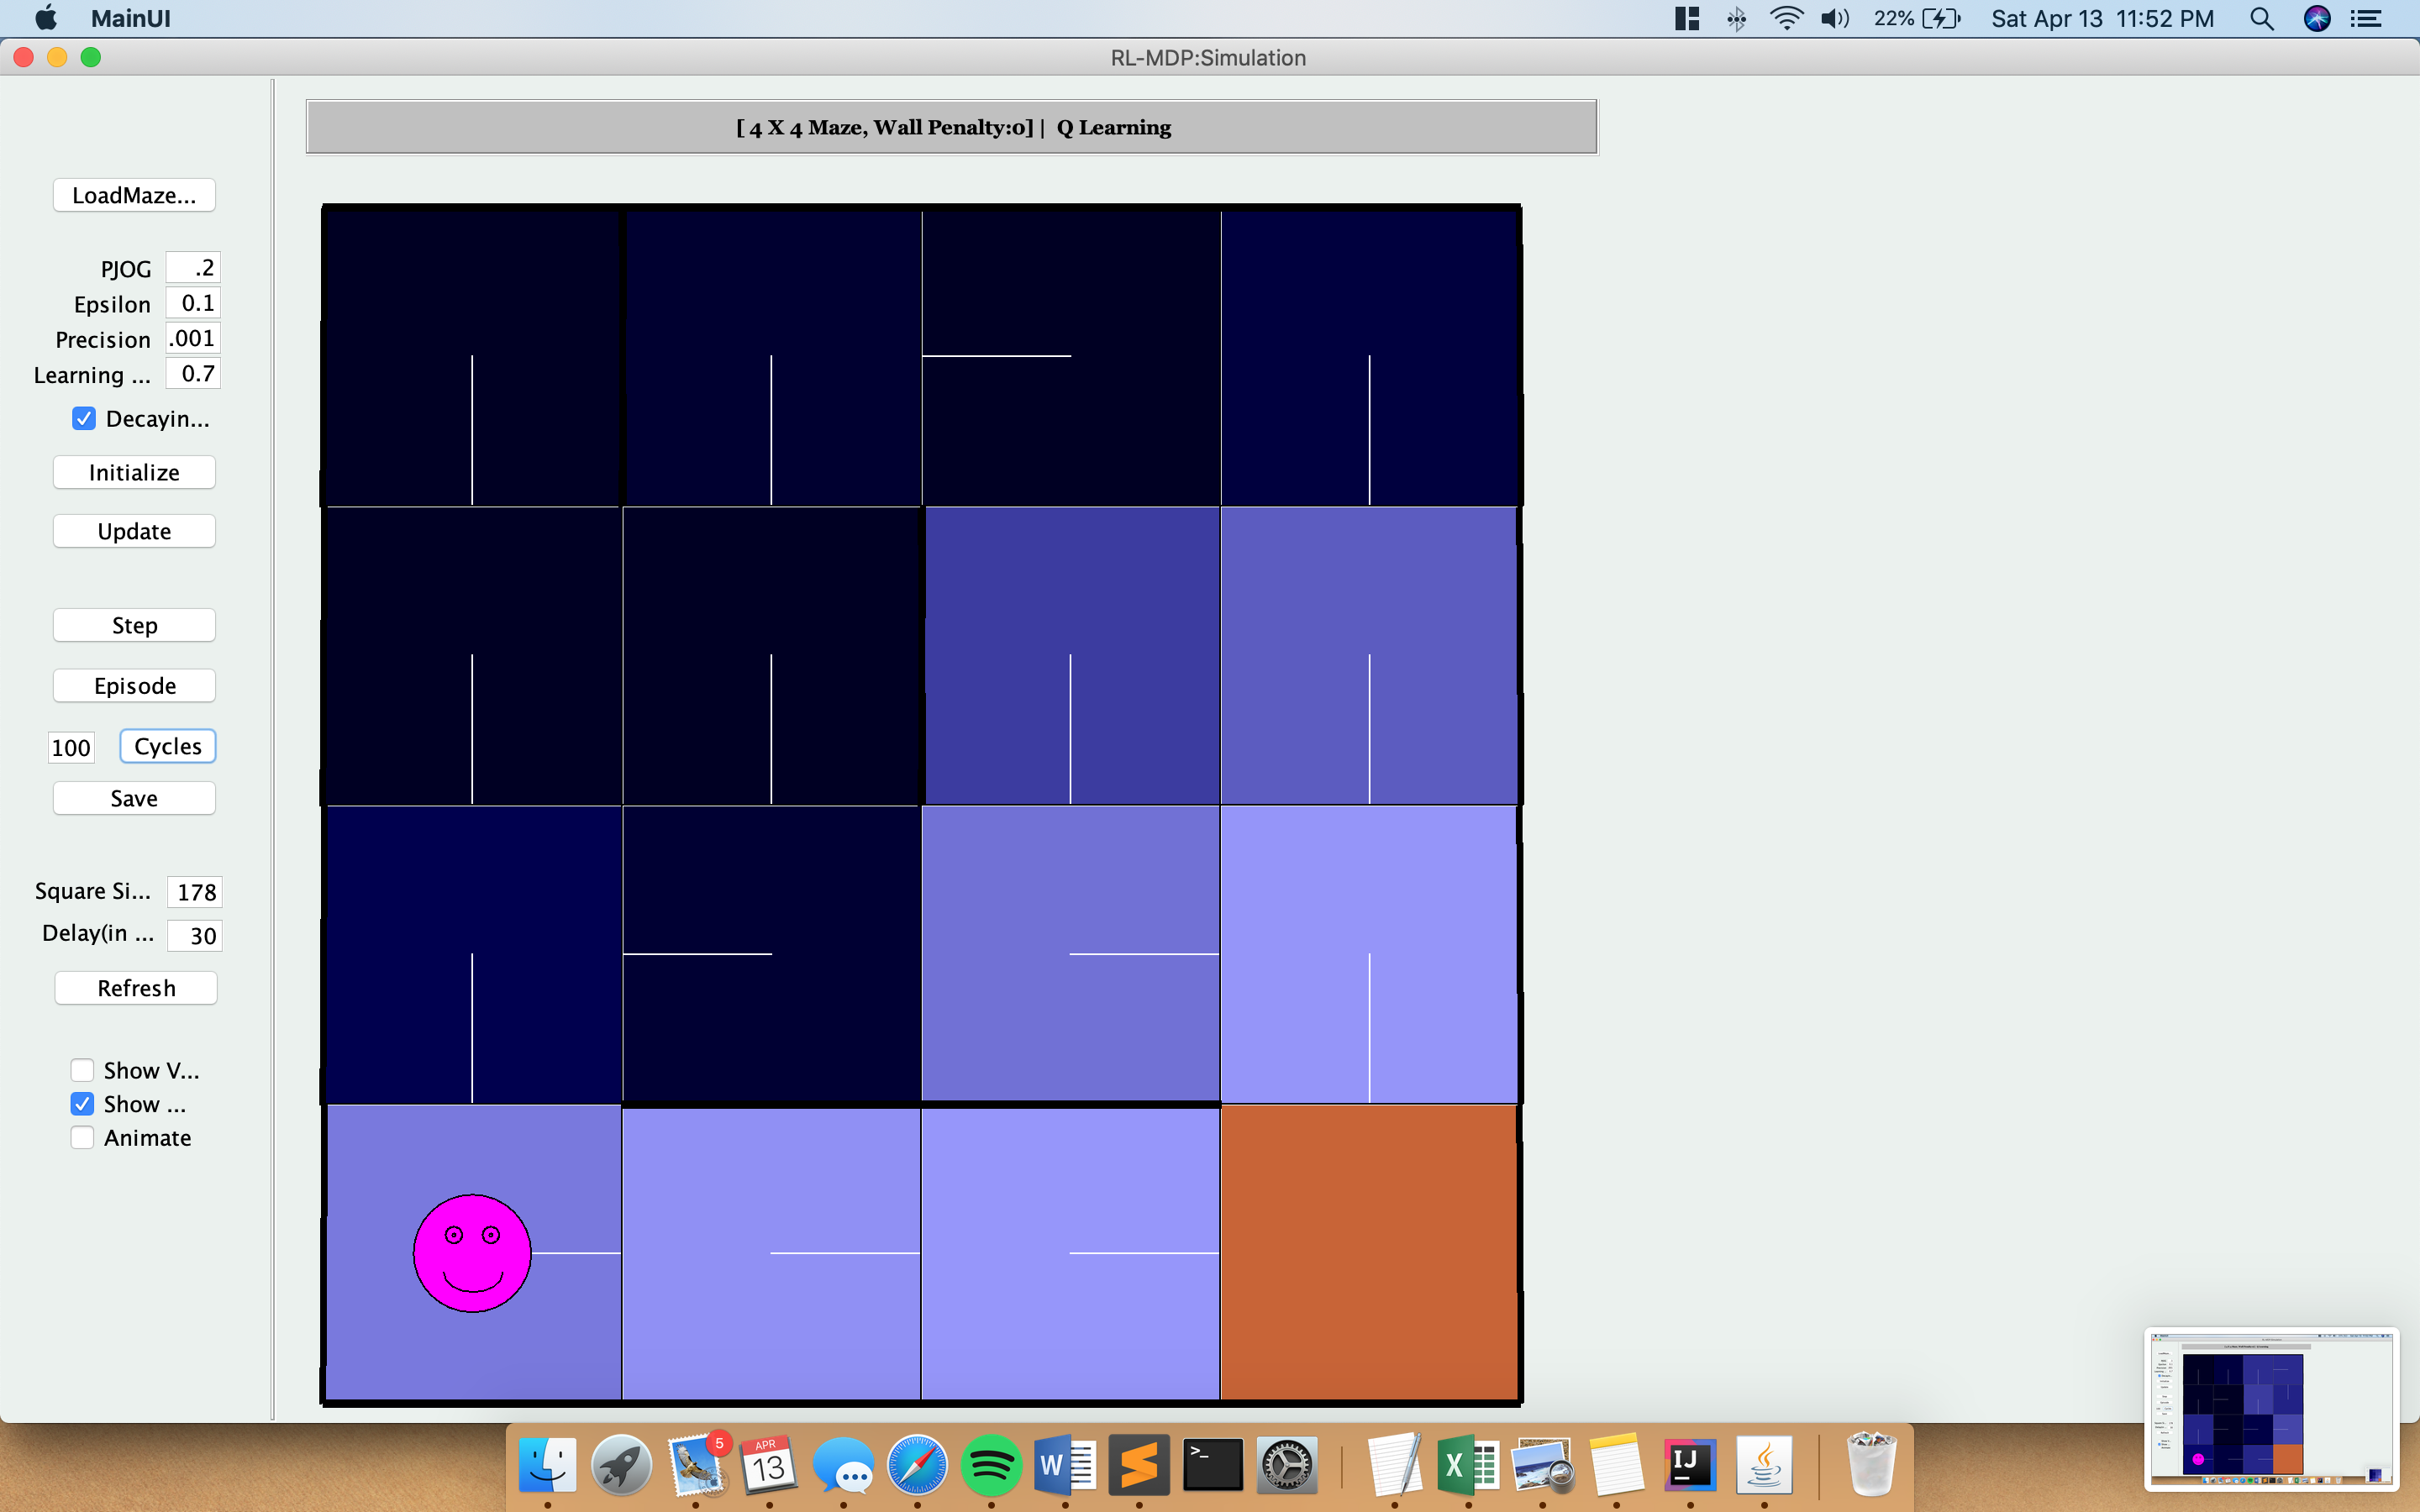 MainUI
22%
Sat Apr 13 11:52 PM
RL-MDP:Simulation
[ 4 X 4 Maze, Wall Penalty:0] | Q Learning
LoadMaze...
PJOG .2
Epsilon 0.1
Precision .001
Learning ... 0.7
Decayin...
Initialize
Update
Step
Episode
100 Cycles
Save
Square Si... 178
Delay(in ... 30
Refresh
Show V...
Show ...
Animate
5
APR
13
W
>_
X
IJ